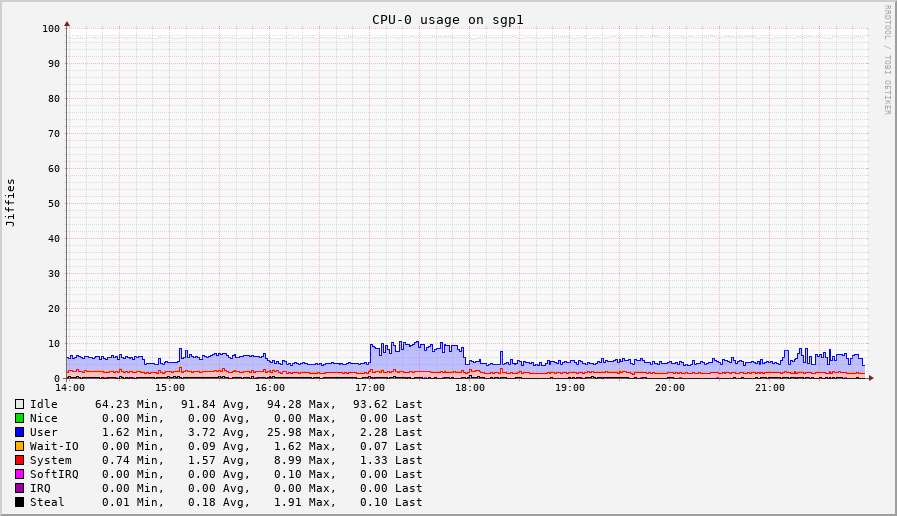 CPU-0 usage on sgp1
RRDTOOL / TOBI OETIKER
Jiffies
100
90
80
70
60
50
40
30
20
10
0
14:00 15:00 16:00 17:00 18:00 19:00 20:00 21:00
Idle 64.23 Min, 91.84 Avg, 94.28 Max, 93.62 Last
Nice 0.00 Min, 0.00 Avg, 0.00 Max, 0.00 Last
User 1.62 Min, 3.72 Avg, 25.98 Max, 2.28 Last
Wait-IO 0.00 Min, 0.09 Avg, 1.62 Max, 0.07 Last
System 0.74 Min, 1.57 Avg, 8.99 Max, 1.33 Last
SoftIRQ 0.00 Min, 0.00 Avg, 0.10 Max, 0.00 Last
IRQ 0.00 Min, 0.00 Avg, 0.00 Max, 0.00 Last
Steal 0.01 Min, 0.18 Avg, 1.91 Max, 0.10 Last